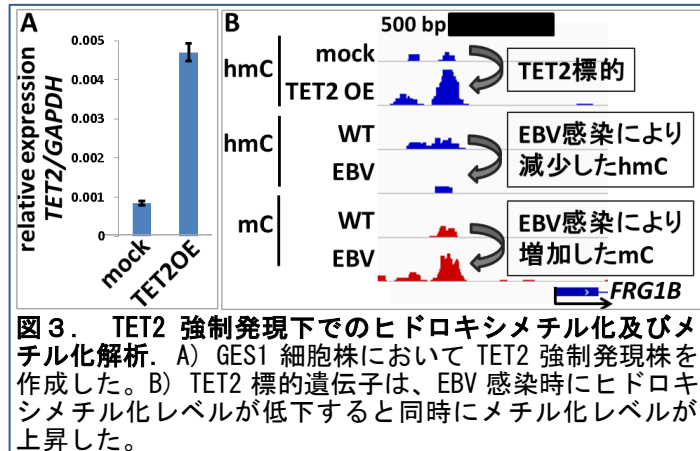 A
relative expression
TET2/GAPDH
0.005
0.004
0.003
0.002
0.001
0
mock
TET2OE
B
500 bp
hmC
mock
TET2 OE
TET2標的
hmC
WT
EBV
EBV感染により
減少したhmC
mC
WT
EBV
EBV感染により
増加したmC
FRG1B
図３． TET2 強制発現下でのヒドロキシメチル化及びメ
チル化解析. A) GES1 細胞株において TET2 強制発現株を
作成した。B) TET2 標的遺伝子は、EBV 感染時にヒドロキ
シメチル化レベルが低下すると同時にメチル化レベルが
上昇した。